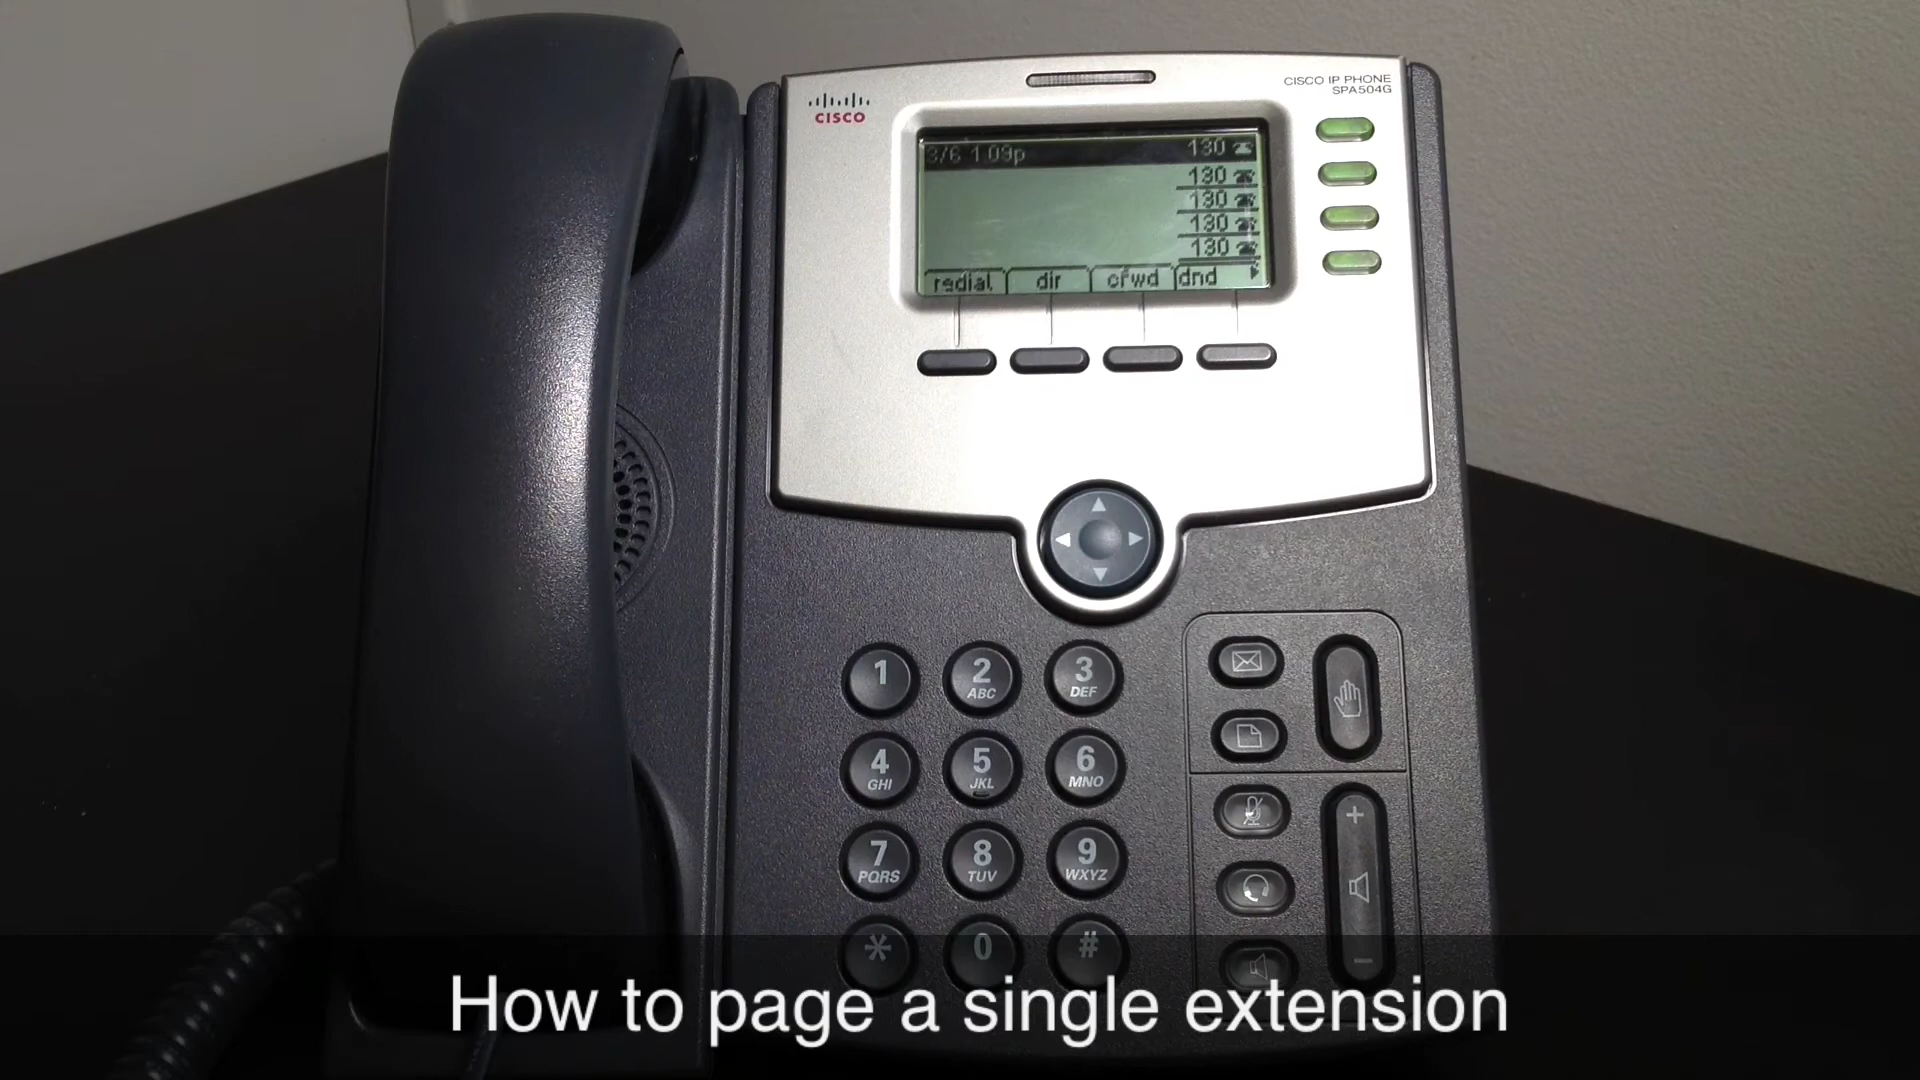 CISCO
CISCO IP PHONE
SPA504G
3/6 1 09p 130
130
130
130
130
redial dir cfwd dnd
1 2 3
ABC DEF
4 5 6
GHI JKL MNO
7 8 9
PQRS TUV WXYZ
* 0 #
+
-
How to page a single extension